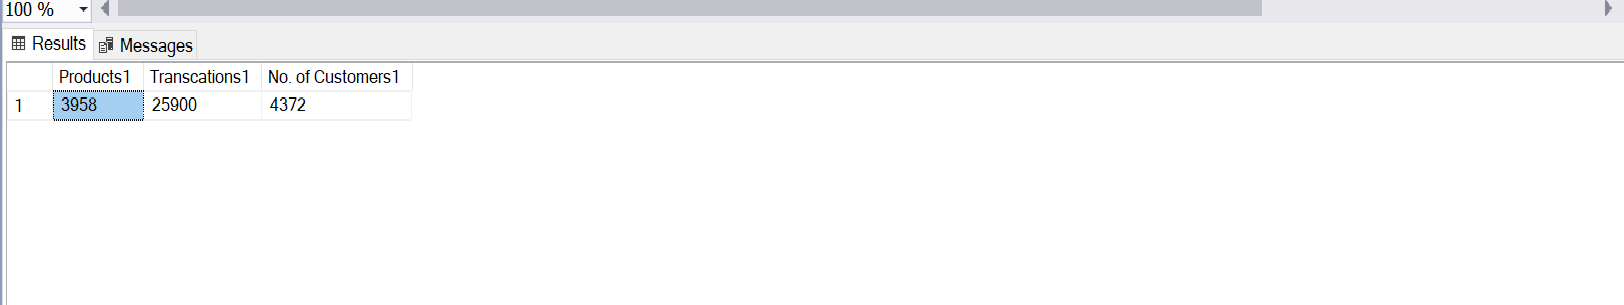 100 %
Results Messages
Products1 Transcations1 No. of Customers1
1 3958 25900 4372